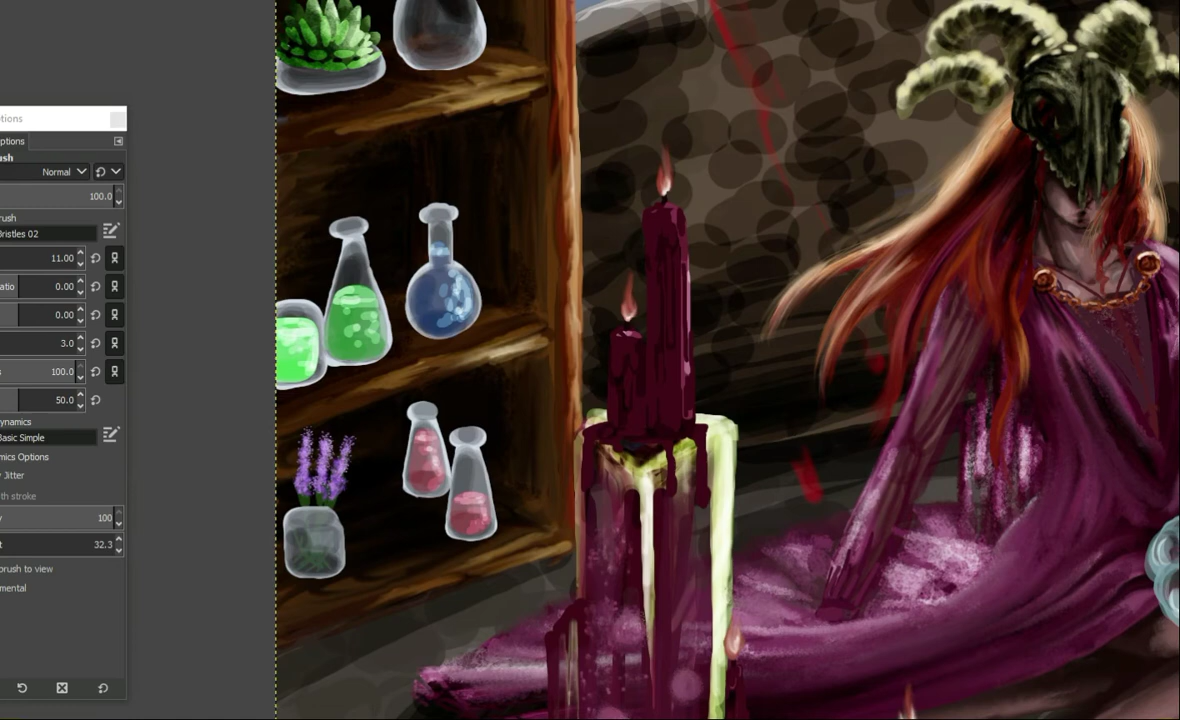 tions
ptions
ush
Normal
100.0
rush
Bristles 02
11.00
atio 0.00
0.00
3.0
s 100.0
50.0
ynamics
Basic Simple
mics Options
Jitter
th stroke
y 100
t 32.3
brush to view
mental